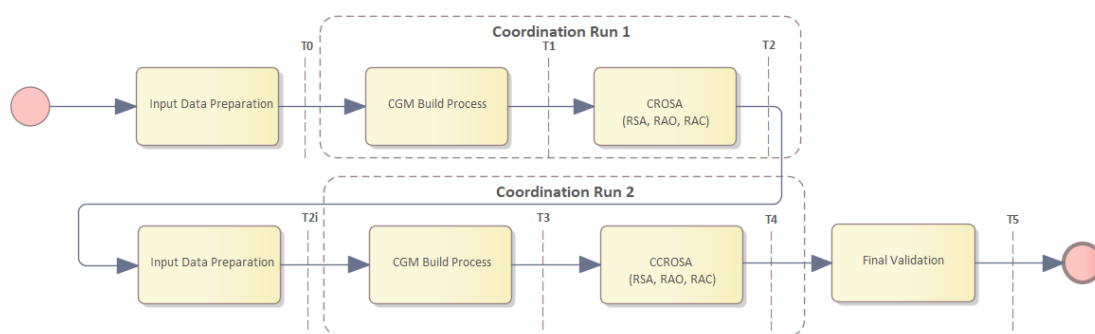 Coordination Run 1
T0
T1
T2
Input Data Preparation
CGM Build Process
CROSA
(RSA, RAO, RAC)
Coordination Run 2
T2i
T3
T4
T5
Input Data Preparation
CGM Build Process
CCROSA
(RSA, RAO, RAC)
Final Validation